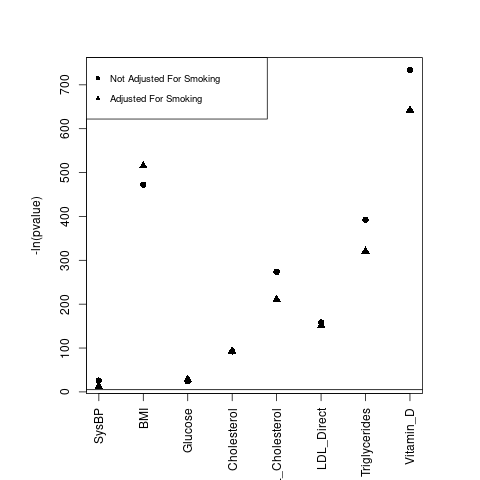 Not Adjusted For Smoking
Adjusted For Smoking
-ln(pvalue)
700
600
500
400
300
200
100
0
SysBP
BMI
Glucose
Cholesterol
_Cholesterol
LDL_Direct
Triglycerides
Vitamin_D